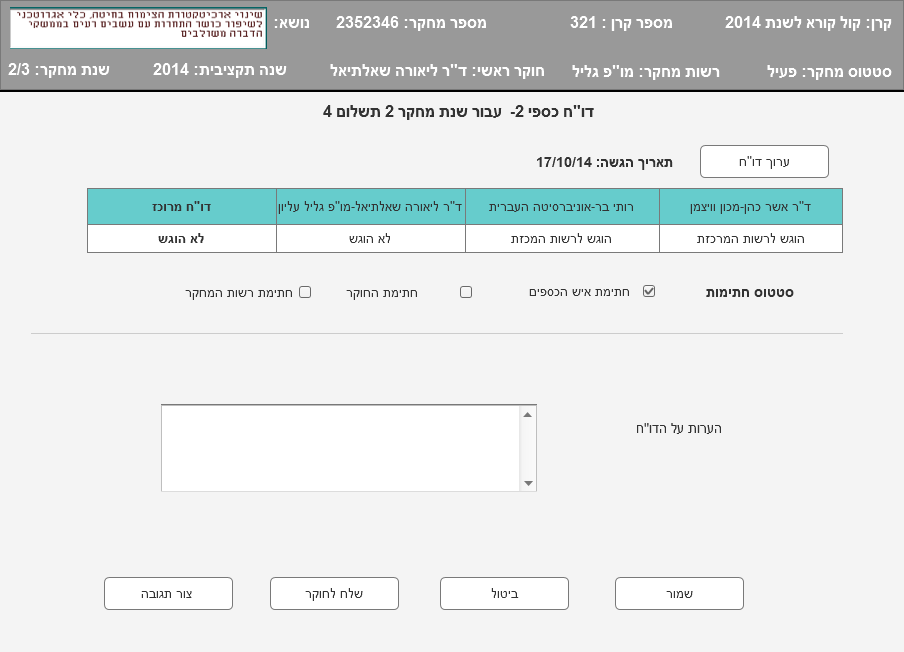 קרן: קול קורא לשנת 2014 מספר קרן : 321 מספר מחקר: 2352346 נושא:
שינוי ארכיטקטורת הצימוח בחיטה, ככלי אגרוטכני
לשיפור כושר התחרות עם עשבים רעים בממשקי
הדברה משולבים
סטטוס מחקר: פעיל רשות מחקר: מו"פ גליל חוקר ראשי: ד"ר ליאורה שאלתיאל שנה תקציבית: 2014 שנת מחקר: 2/3
דו"ח כספי 2- עבור שנת מחקר 2 תשלום 4
ערוך דו"ח תאריך הגשה: 17/10/14
ד"ר אשר כהן-מכון וויצמן רותי בר-אוניברסיטה העברית ד"ר ליאורה שאלתיאל-מו"פ גליל עליון דו"ח מרוכז
הוגש לרשות המרכזת הוגש לרשות המכזת לא הוגש לא הוגש
סטטוס חתימות חתימת איש הכספים חתימת החוקר חתימת רשות המחקר
הערות על הדו"ח
שמור ביטול שלח לחוקר צור תגובה